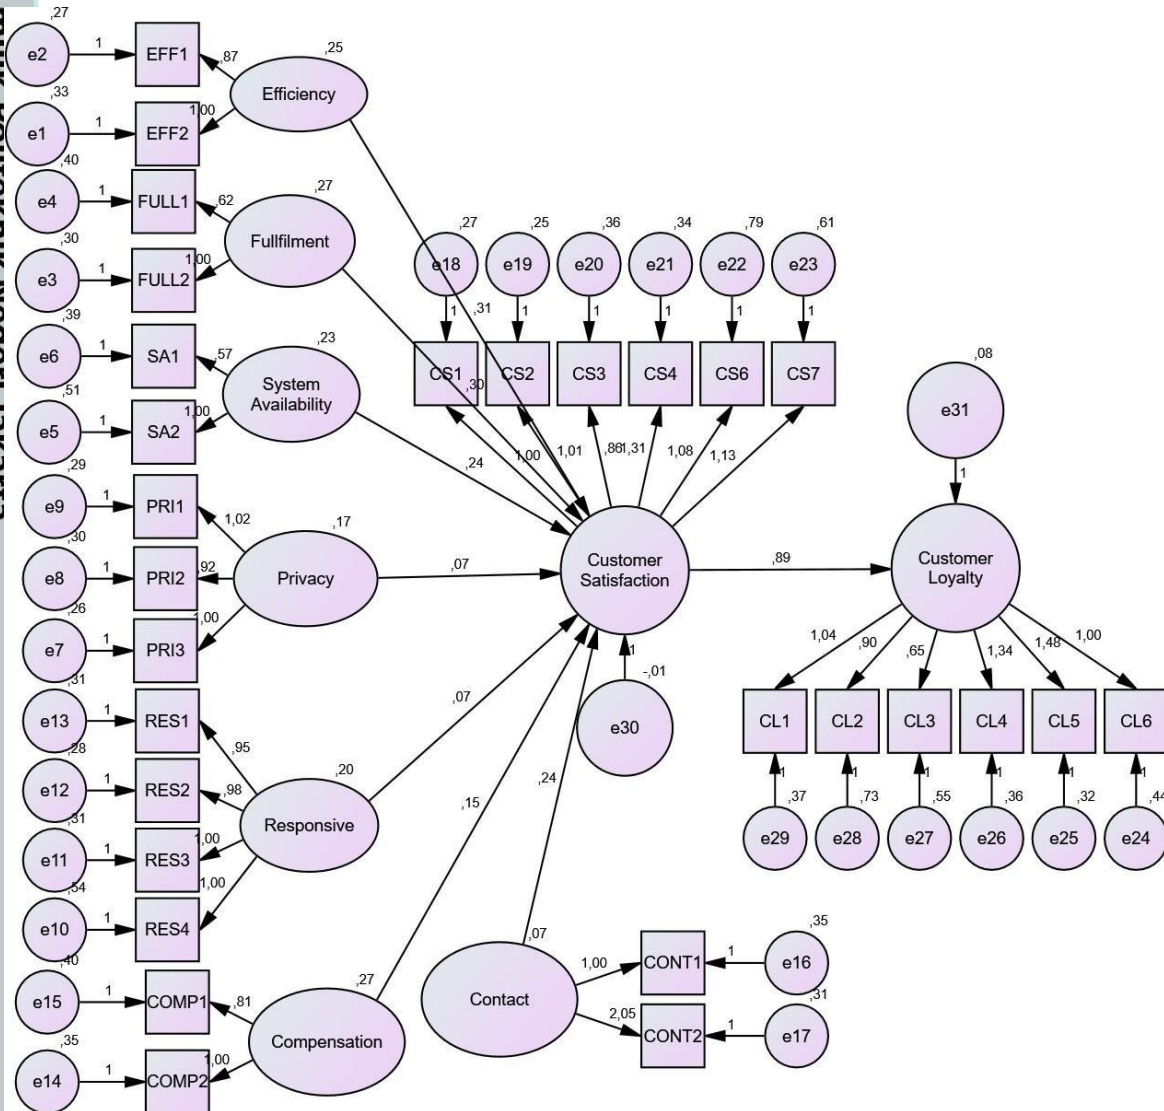 ,27
e2
1
EFF1
,87
,25
Efficiency
,33
e1
1
EFF2
1,00
,40
e4
1
FULL1
,62
,27
Fullfilment
,30
e3
1
FULL2
1,00
,39
e6
1
SA1
,57
,23
System
Availability
,51
e5
1
SA2
1,00
,29
e9
1
PRI1
1,02
,17
Privacy
,30
e8
1
PRI2
,92
,26
e7
1
PRI3
1,00
,31
e13
1
RES1
,95
,20
Responsive
,28
e12
1
RES2
,98
,31
e11
1
RES3
1,00
,54
e10
1
RES4
1,00
,40
e15
1
COMP1
,81
,27
Compensation
,35
e14
1
COMP2
1,00
,27
,25
,36
,34
,79
,61
e18
e19
e20
e21
e22
e23
1
1
1
1
1
1
CS1
CS2
CS3
CS4
CS6
CS7
,31
,30
,24
,07
,07
,15
,24
1,00
1,01
,86
1,31
1,08
1,13
Customer
Satisfaction
1
-,01
e30
,89
,08
e31
1
Customer
Loyalty
1,04
,90
,65
1,34
1,48
1,00
CL1
CL2
CL3
CL4
CL5
CL6
1
1
1
1
1
1
,37
,73
,55
,36
,32
,44
e29
e28
e27
e26
e25
e24
,07
Contact
1,00
CONT1
1
,35
e16
2,05
CONT2
1
,31
e17